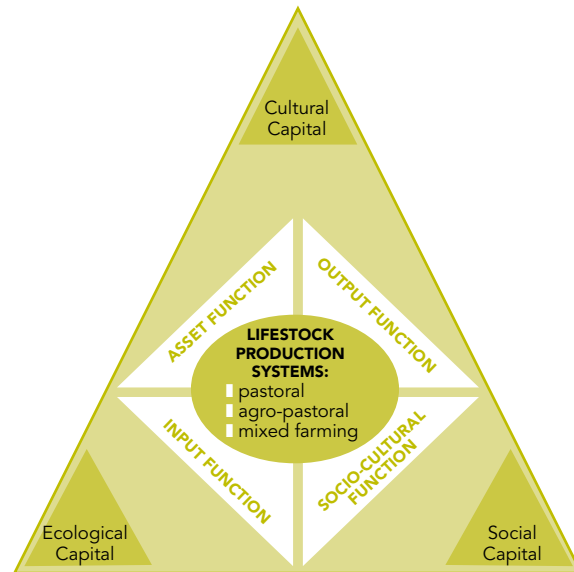 Cultural
Capital
ASSET FUNCTION
OUTPUT FUNCTION
LIFESTOCK
PRODUCTION
SYSTEMS:
pastoral
agro-pastoral
mixed farming
INPUT FUNCTION
SOCIO-CULTURAL
FUNCTION
Ecological
Capital
Social
Capital